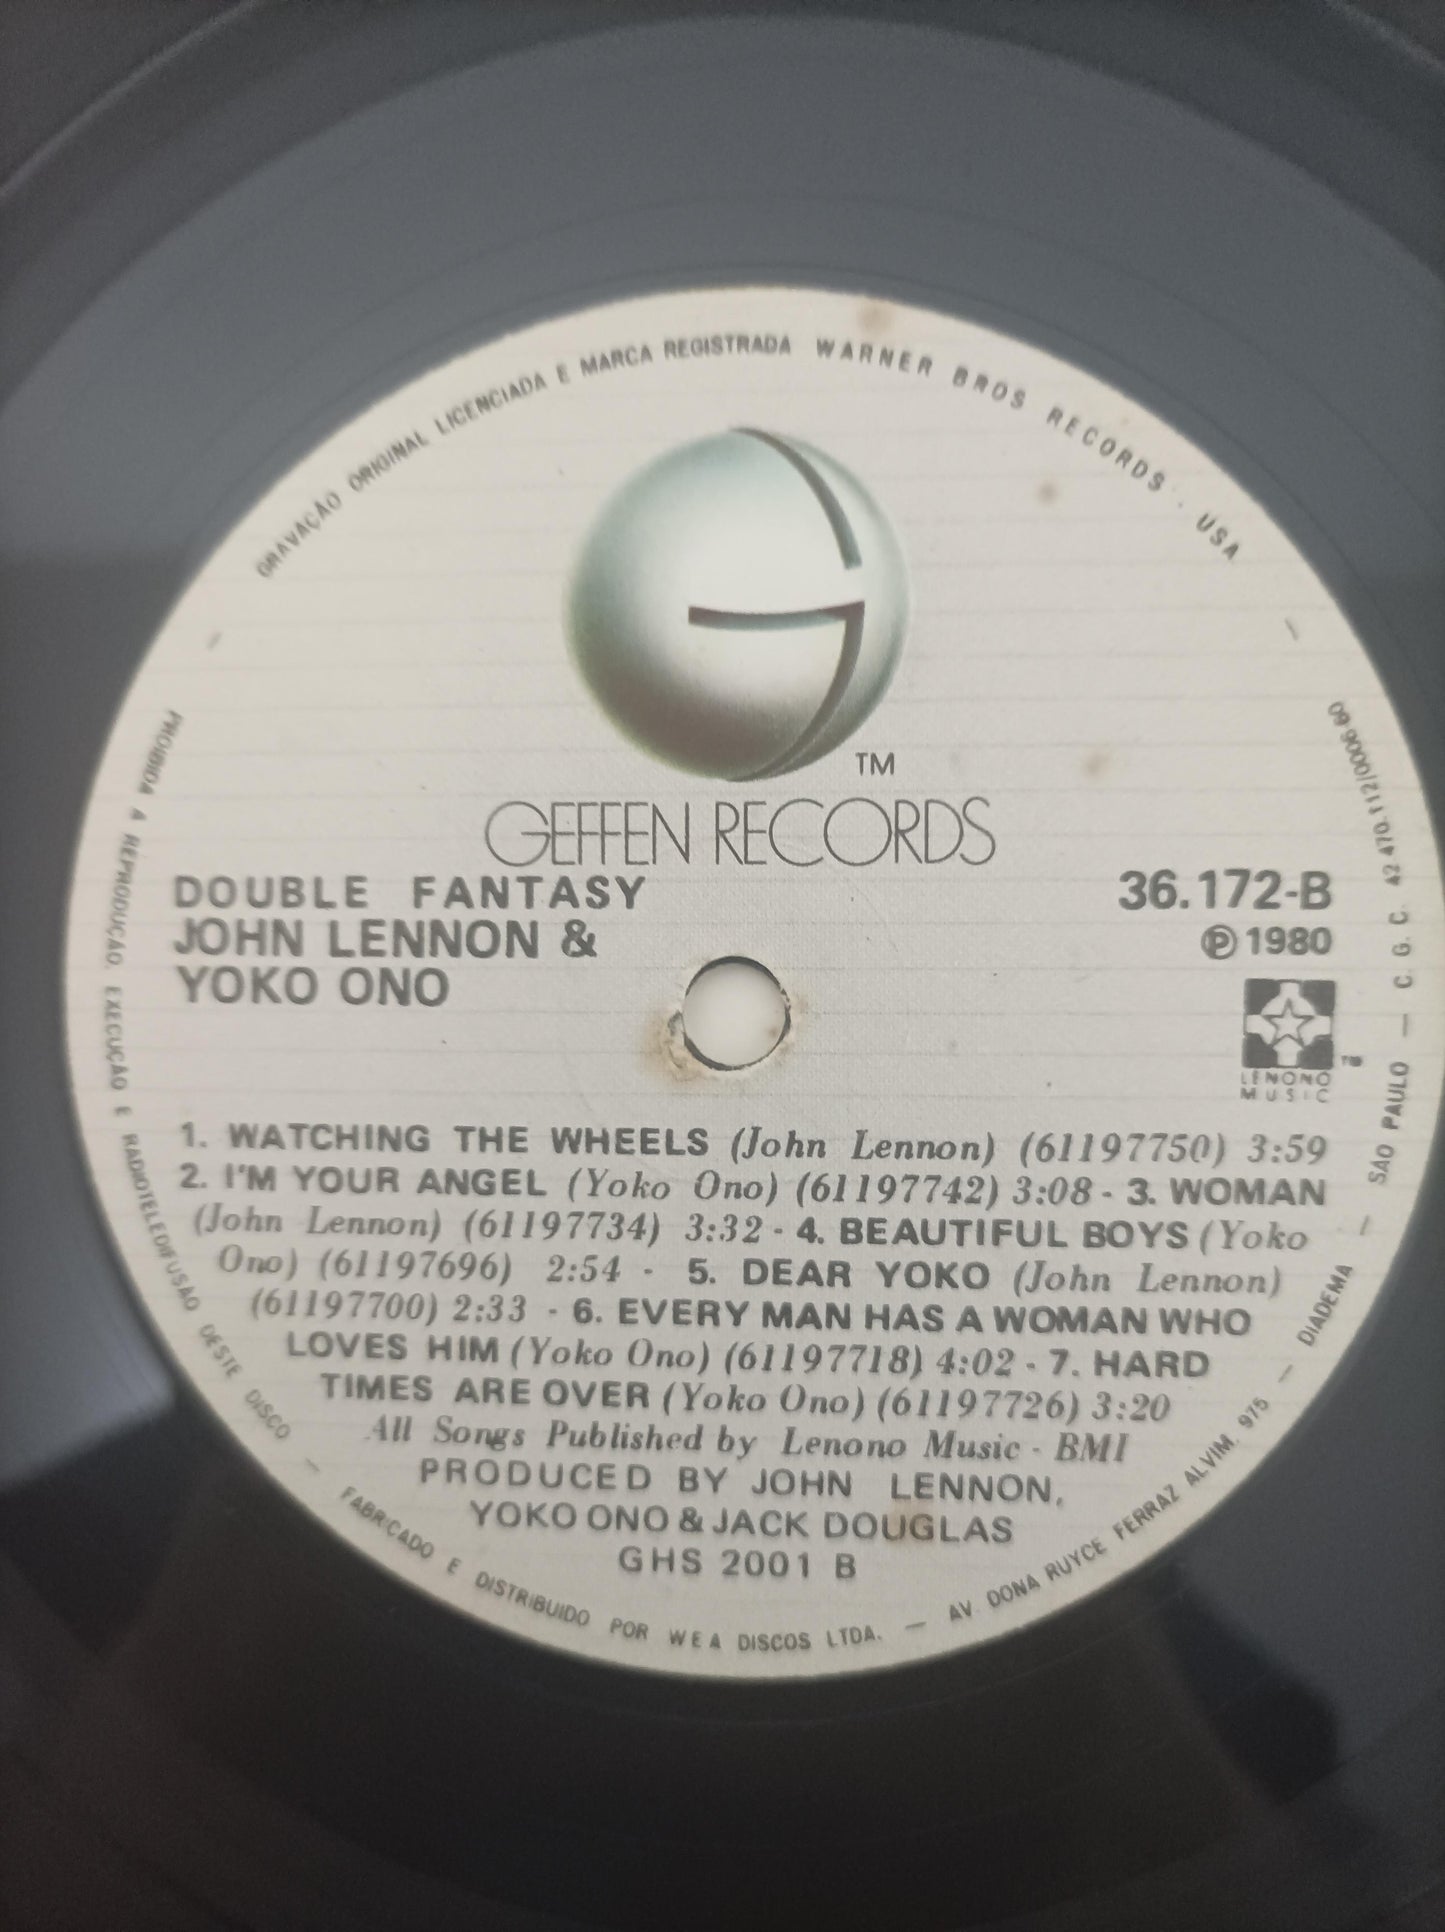 GRAVAÇÃO ORIGINAL LICENCIADA E MARCA REGISTRADA WARNER BROS RECORDS · USA
TM
GEFFEN RECORDS
DOUBLE FANTASY
JOHN LENNON &
YOKO ONO
36.172-B
℗ 1980
TM
LENONO
MUSIC
1. WATCHING THE WHEELS (John Lennon) (61197750) 3:59
2. I'M YOUR ANGEL (Yoko Ono) (61197742) 3:08 - 3. WOMAN
(John Lennon) (61197734) 3:32 - 4. BEAUTIFUL BOYS (Yoko
Ono) (61197696) 2:54 - 5. DEAR YOKO (John Lennon)
(61197700) 2:33 - 6. EVERY MAN HAS A WOMAN WHO
LOVES HIM (Yoko Ono) (61197718) 4:02 - 7. HARD
TIMES ARE OVER (Yoko Ono) (61197726) 3:20
All Songs Published by Lenono Music - BMI
PRODUCED BY JOHN LENNON,
YOKO ONO & JACK DOUGLAS
GHS 2001 B
PROIBIDA A REPRODUÇÃO, EXECUÇÃO E RADIOTELEDIFUSÃO DESTE DISCO — FABRICADO E DISTRIBUIDO POR WEA DISCOS LTDA. — AV DONA RUYCE FERRAZ ALVIM, 975 — DIADEMA — SÃO PAULO — C. G. C. 42.470.112/0006-60